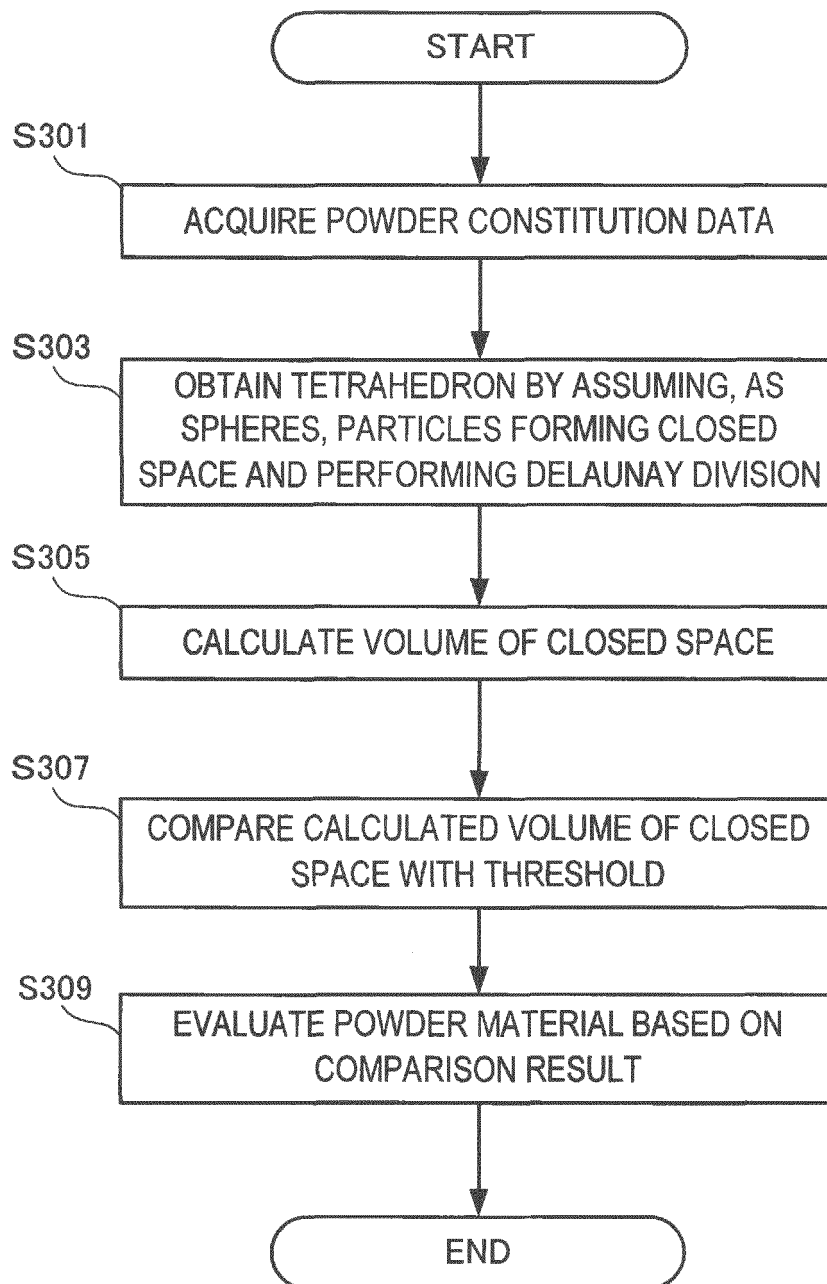 START
S301
ACQUIRE POWDER CONSTITUTION DATA
S303
OBTAIN TETRAHEDRON BY ASSUMING, AS
SPHERES, PARTICLES FORMING CLOSED
SPACE AND PERFORMING DELAUNAY DIVISION
S305
CALCULATE VOLUME OF CLOSED SPACE
S307
COMPARE CALCULATED VOLUME OF CLOSED
SPACE WITH THRESHOLD
S309
EVALUATE POWDER MATERIAL BASED ON
COMPARISON RESULT
END